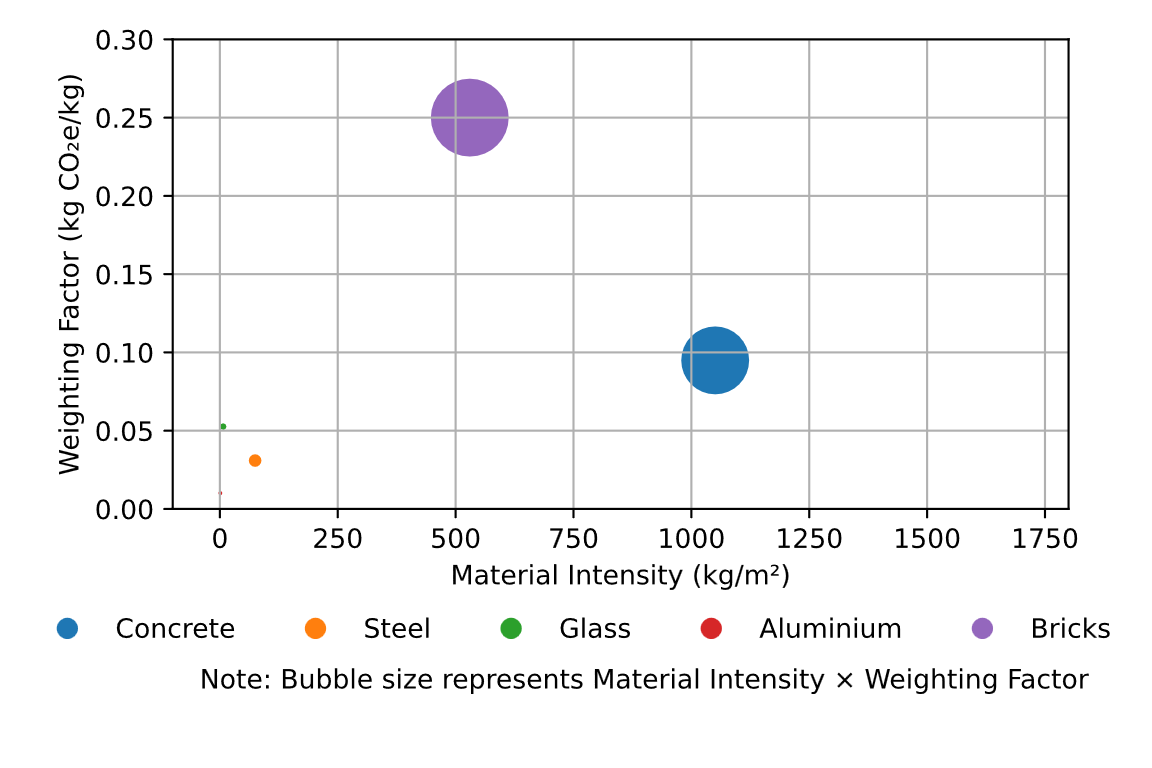 0.30
0.25
0.20
0.15
0.10
0.05
0.00
Weighting Factor (kg CO₂e/kg)
0 250 500 750 1000 1250 1500 1750
Material Intensity (kg/m²)
Concrete Steel Glass Aluminium Bricks
Note: Bubble size represents Material Intensity × Weighting Factor